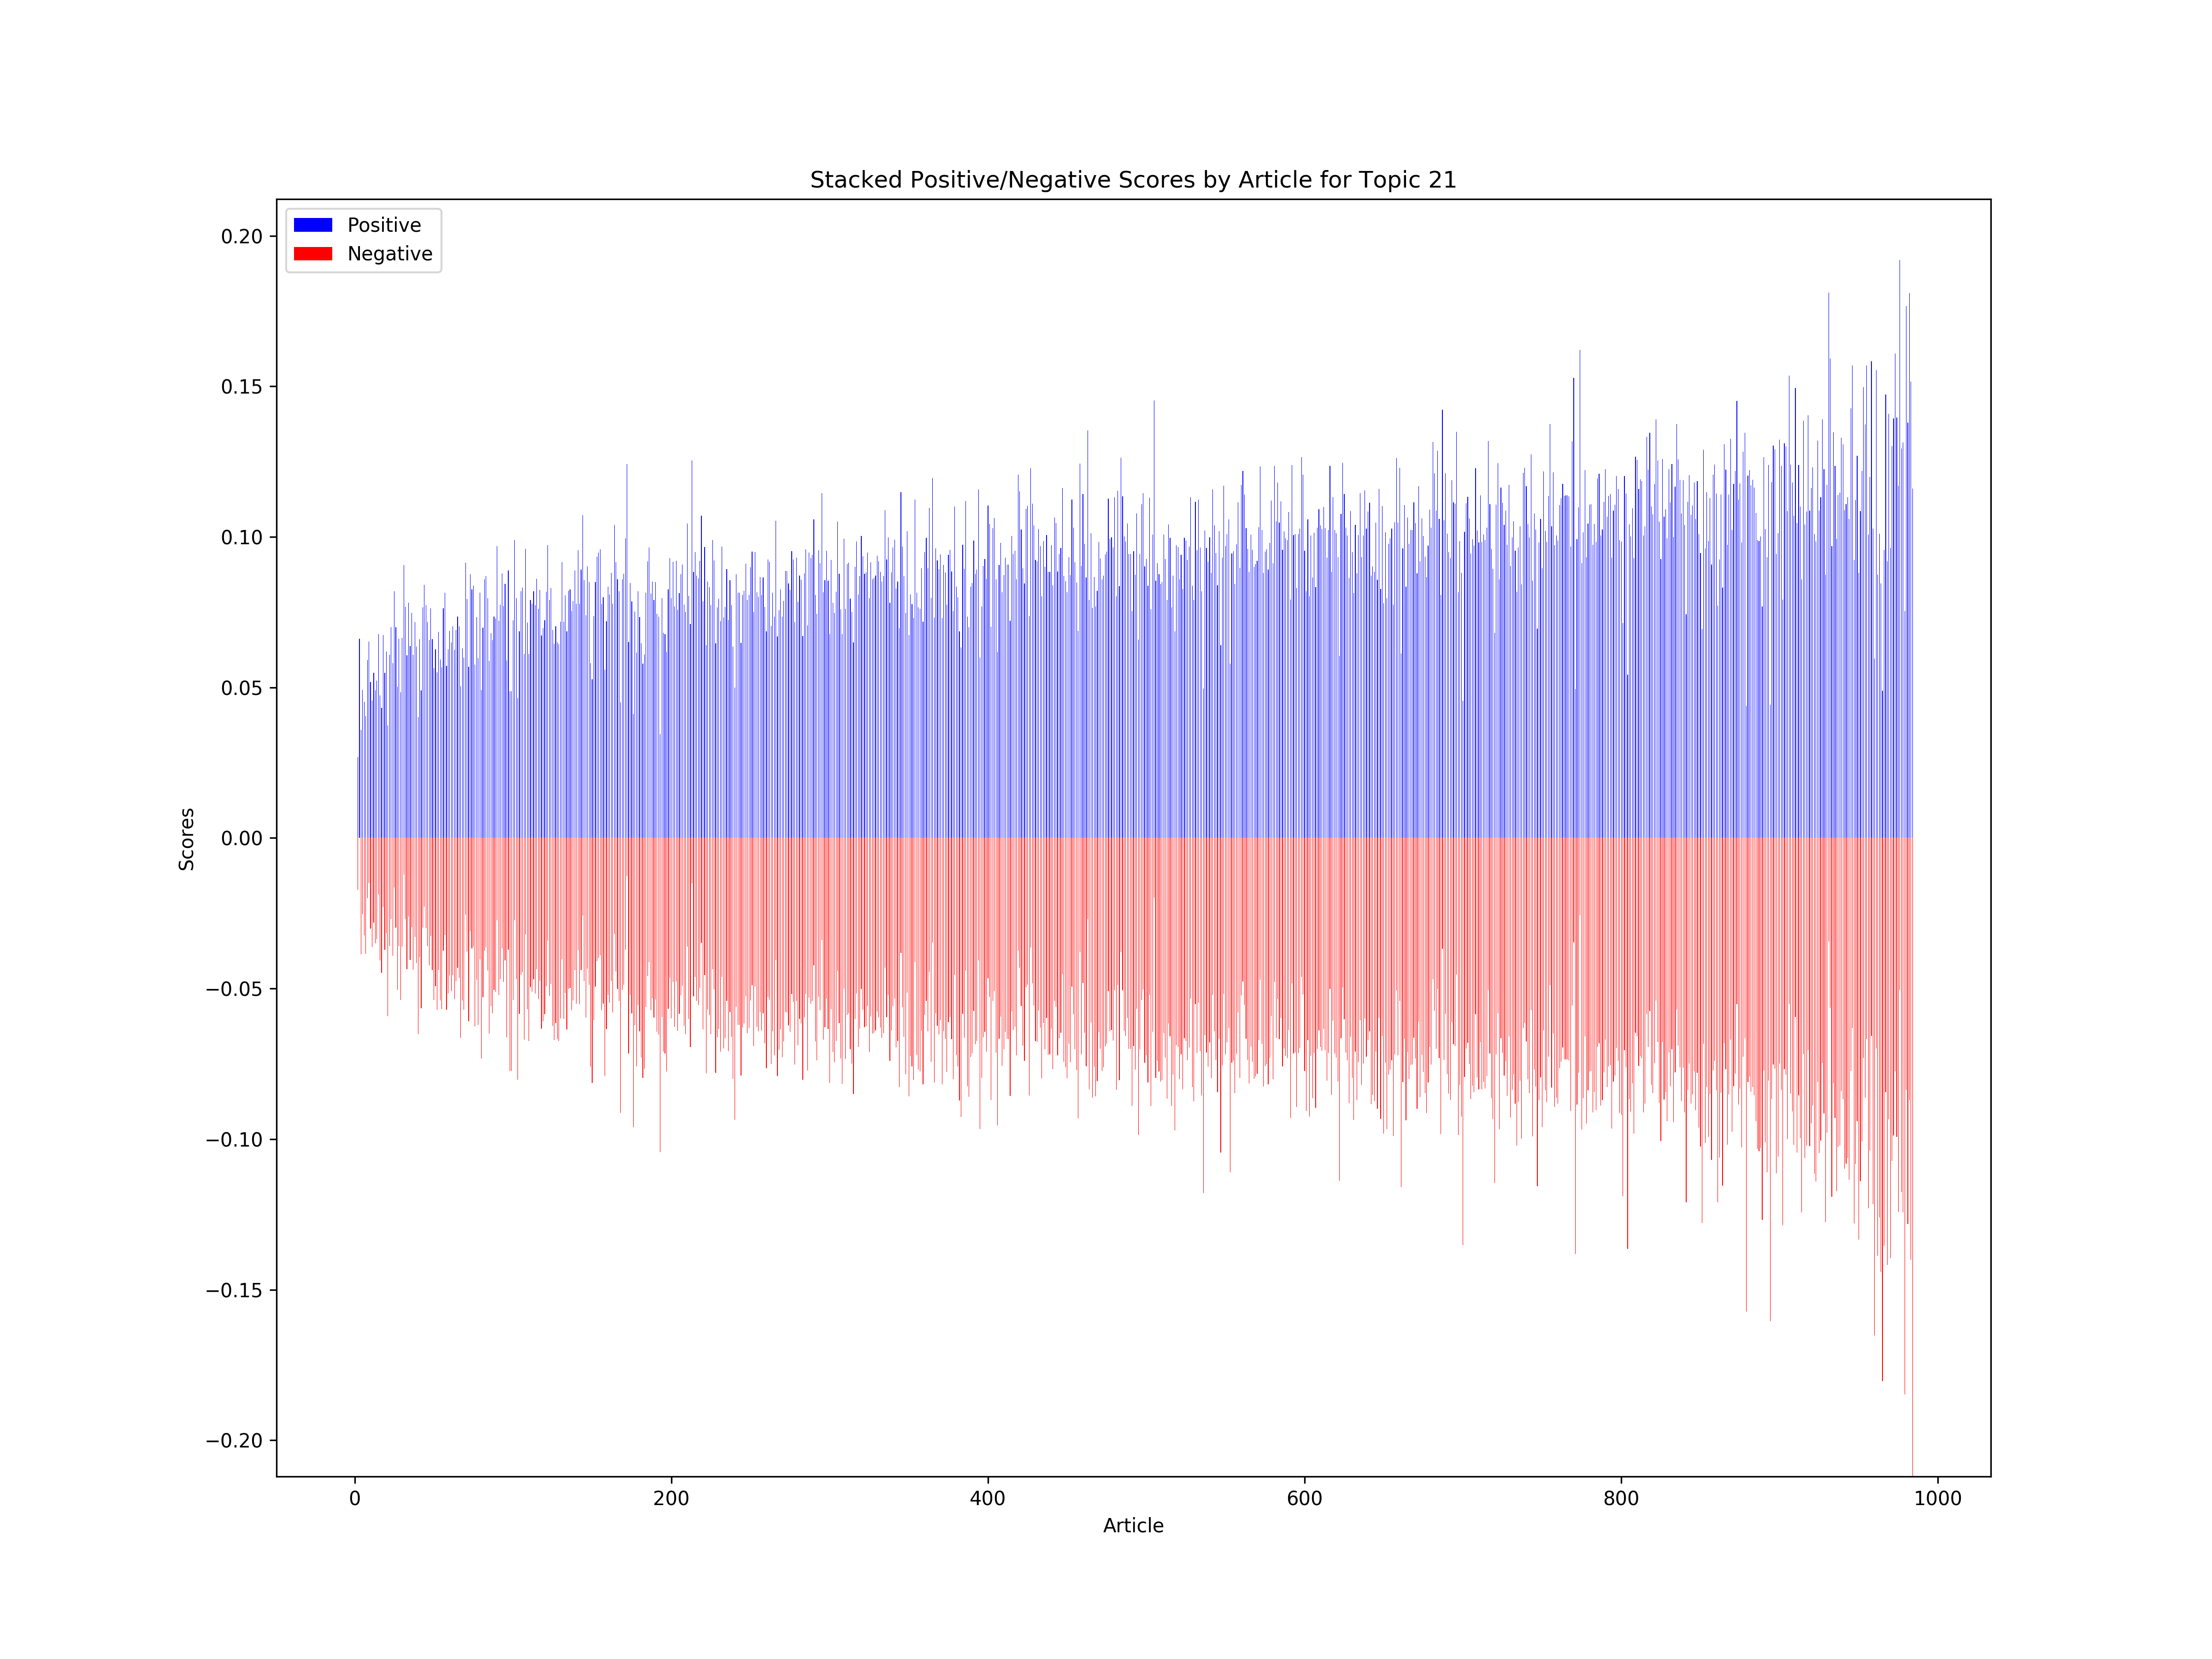 Stacked Positive/Negative Scores by Article for Topic 21
Positive
Negative
0.20
0.15
0.10
0.05
0.00
−0.05
−0.10
−0.15
−0.20
Scores
0 200 400 600 800 1000
Article